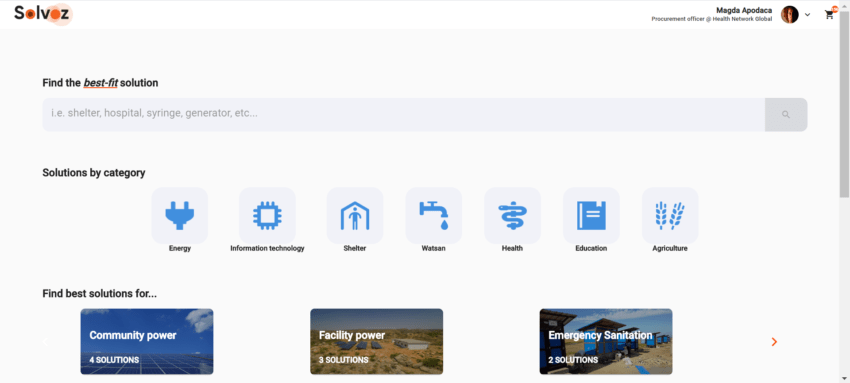 Solvoz
Magda Apodaca
Procurement officer @ Health Network Global
Find the best-fit solution
i.e. shelter, hospital, syringe, generator, etc...
Solutions by category
Energy
Information technology
Shelter
Watsan
Health
Education
Agriculture
Find best solutions for...
Community power
4 SOLUTIONS
Facility power
3 SOLUTIONS
Emergency Sanitation
2 SOLUTIONS